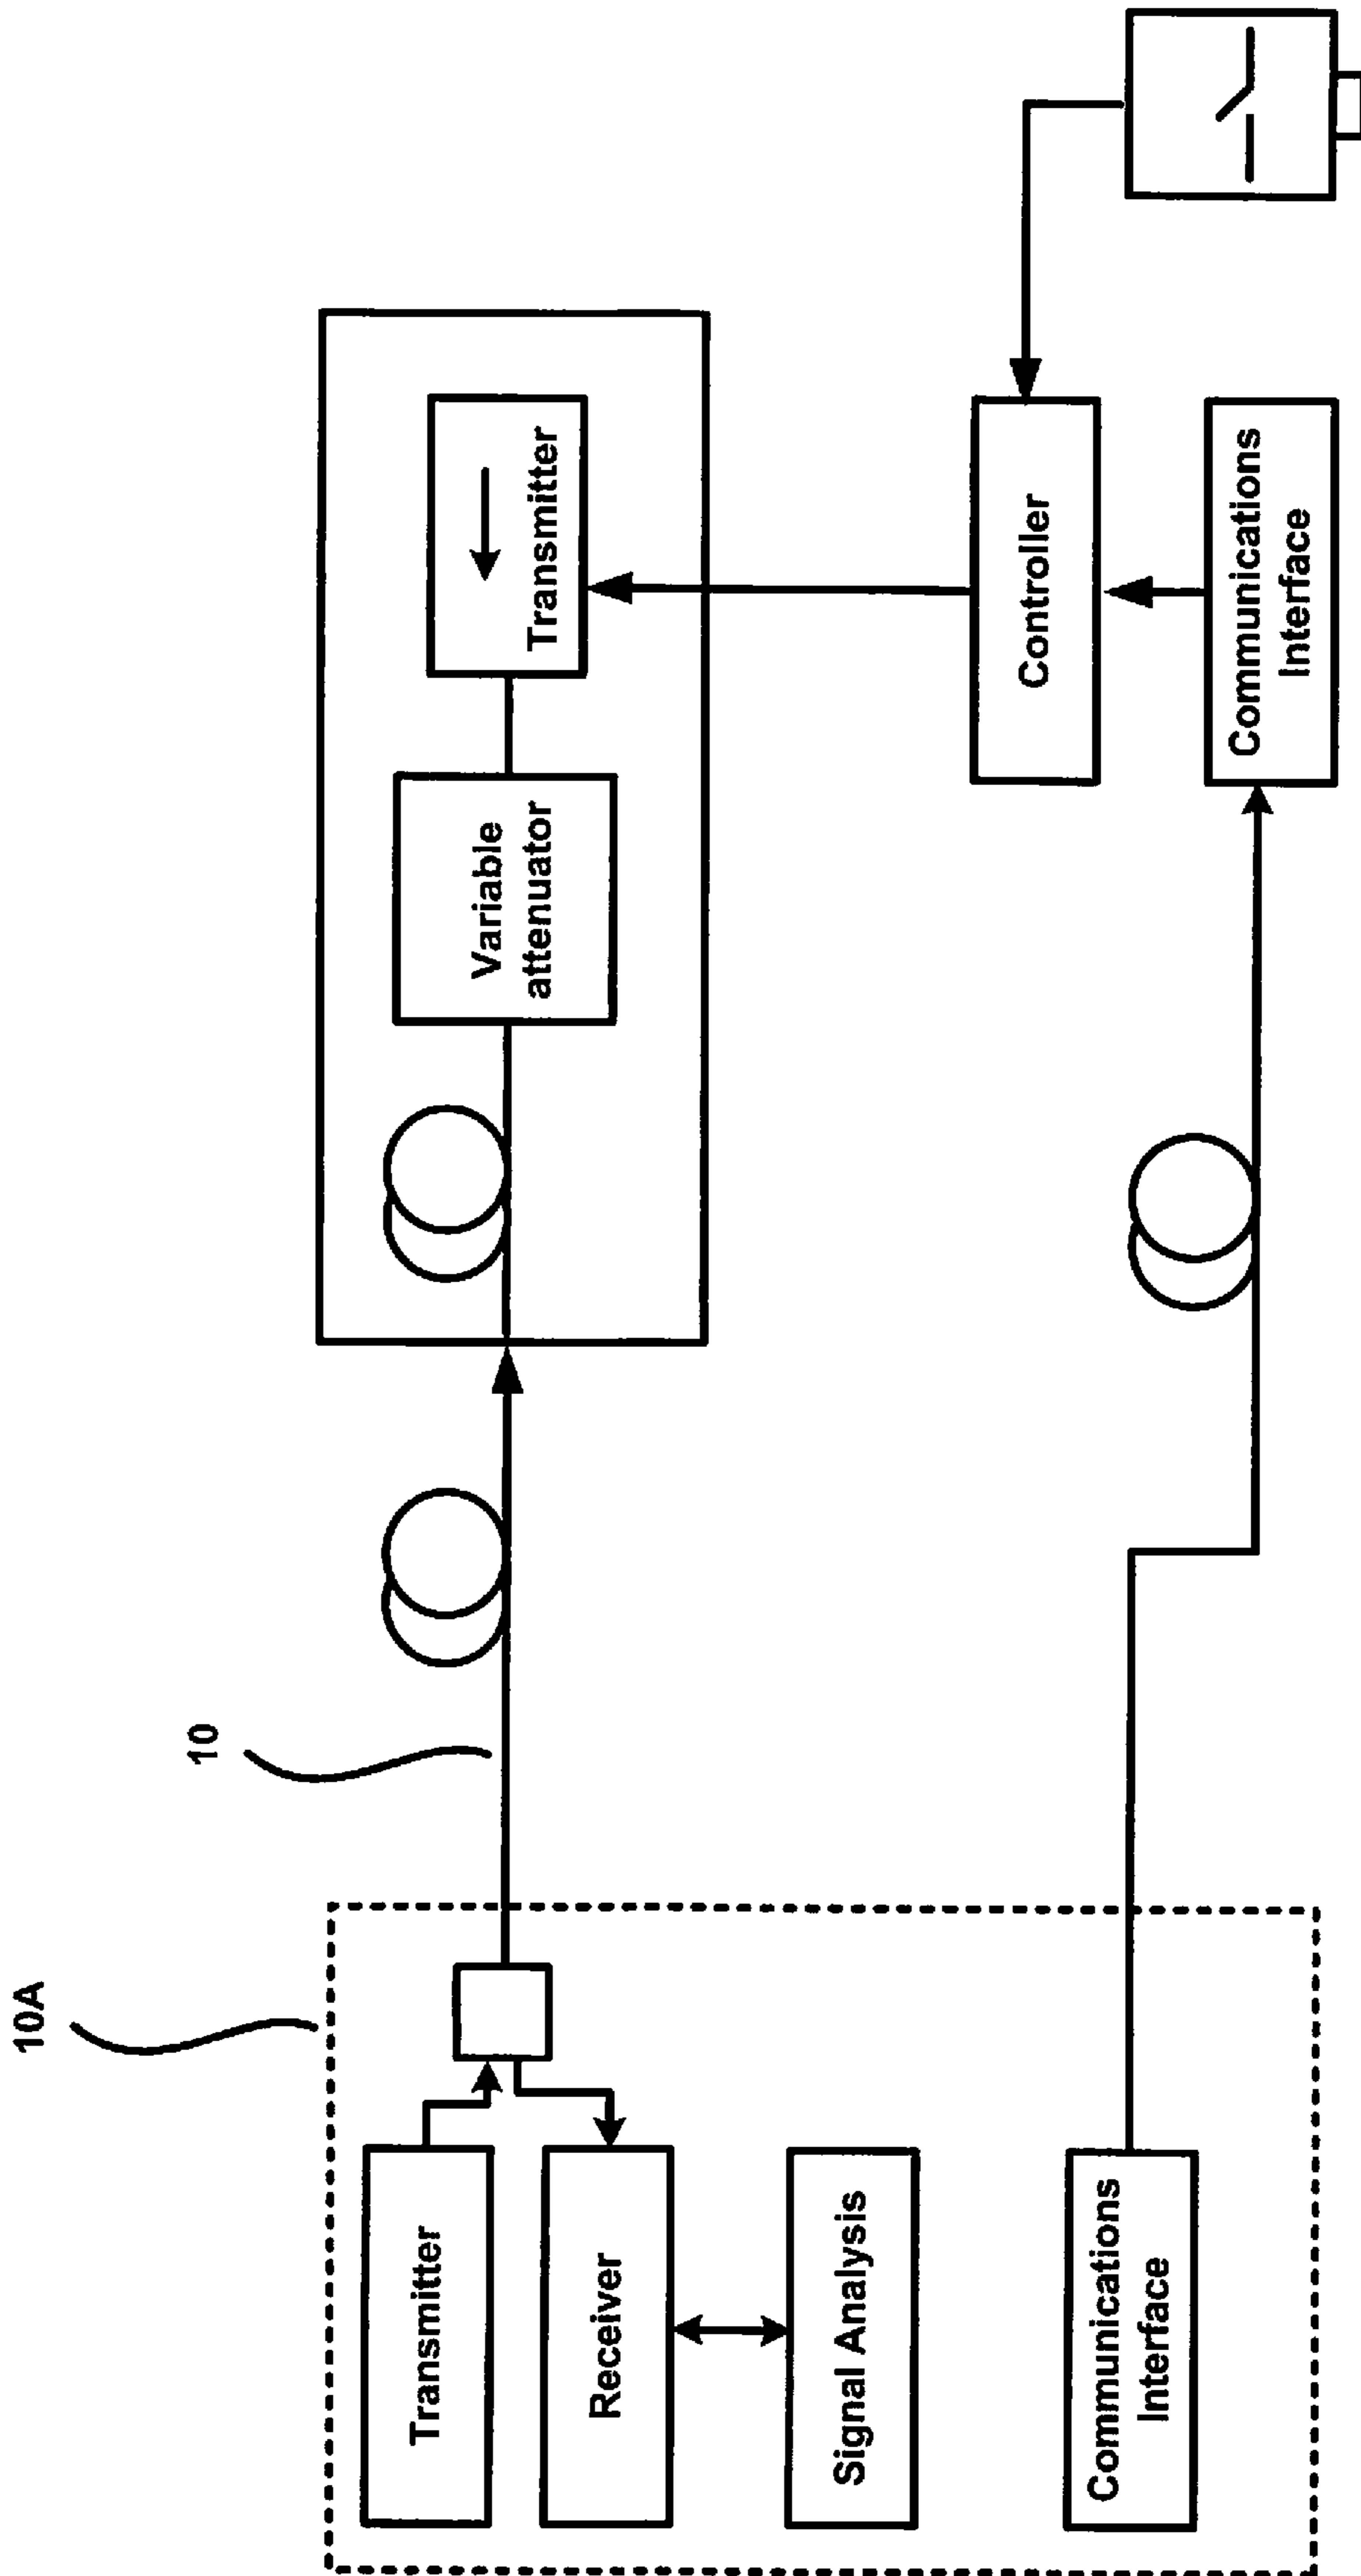 10A
10
Transmitter
Receiver
Signal Analysis
Communications
Interface
Variable
attenuator
Transmitter
Controller
Communications
Interface